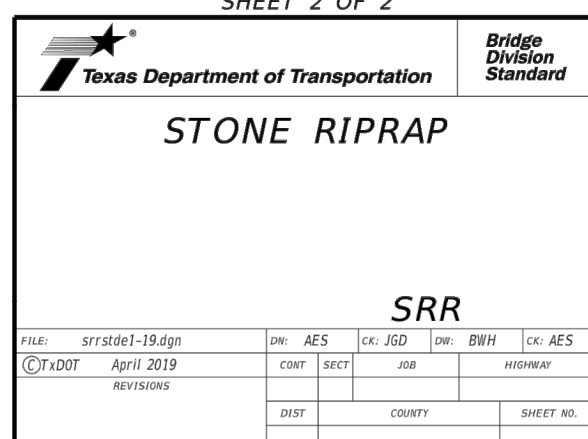 SHEET 2 OF 2
®
Texas Department of Transportation
Bridge
Division
Standard
STONE RIPRAP
SRR
FILE: srrstde1-19.dgn DN: AES CK: JGD DW: BWH CK: AES
©TxDOT April 2019 CONT SECT JOB HIGHWAY
REVISIONS
DIST COUNTY SHEET NO.